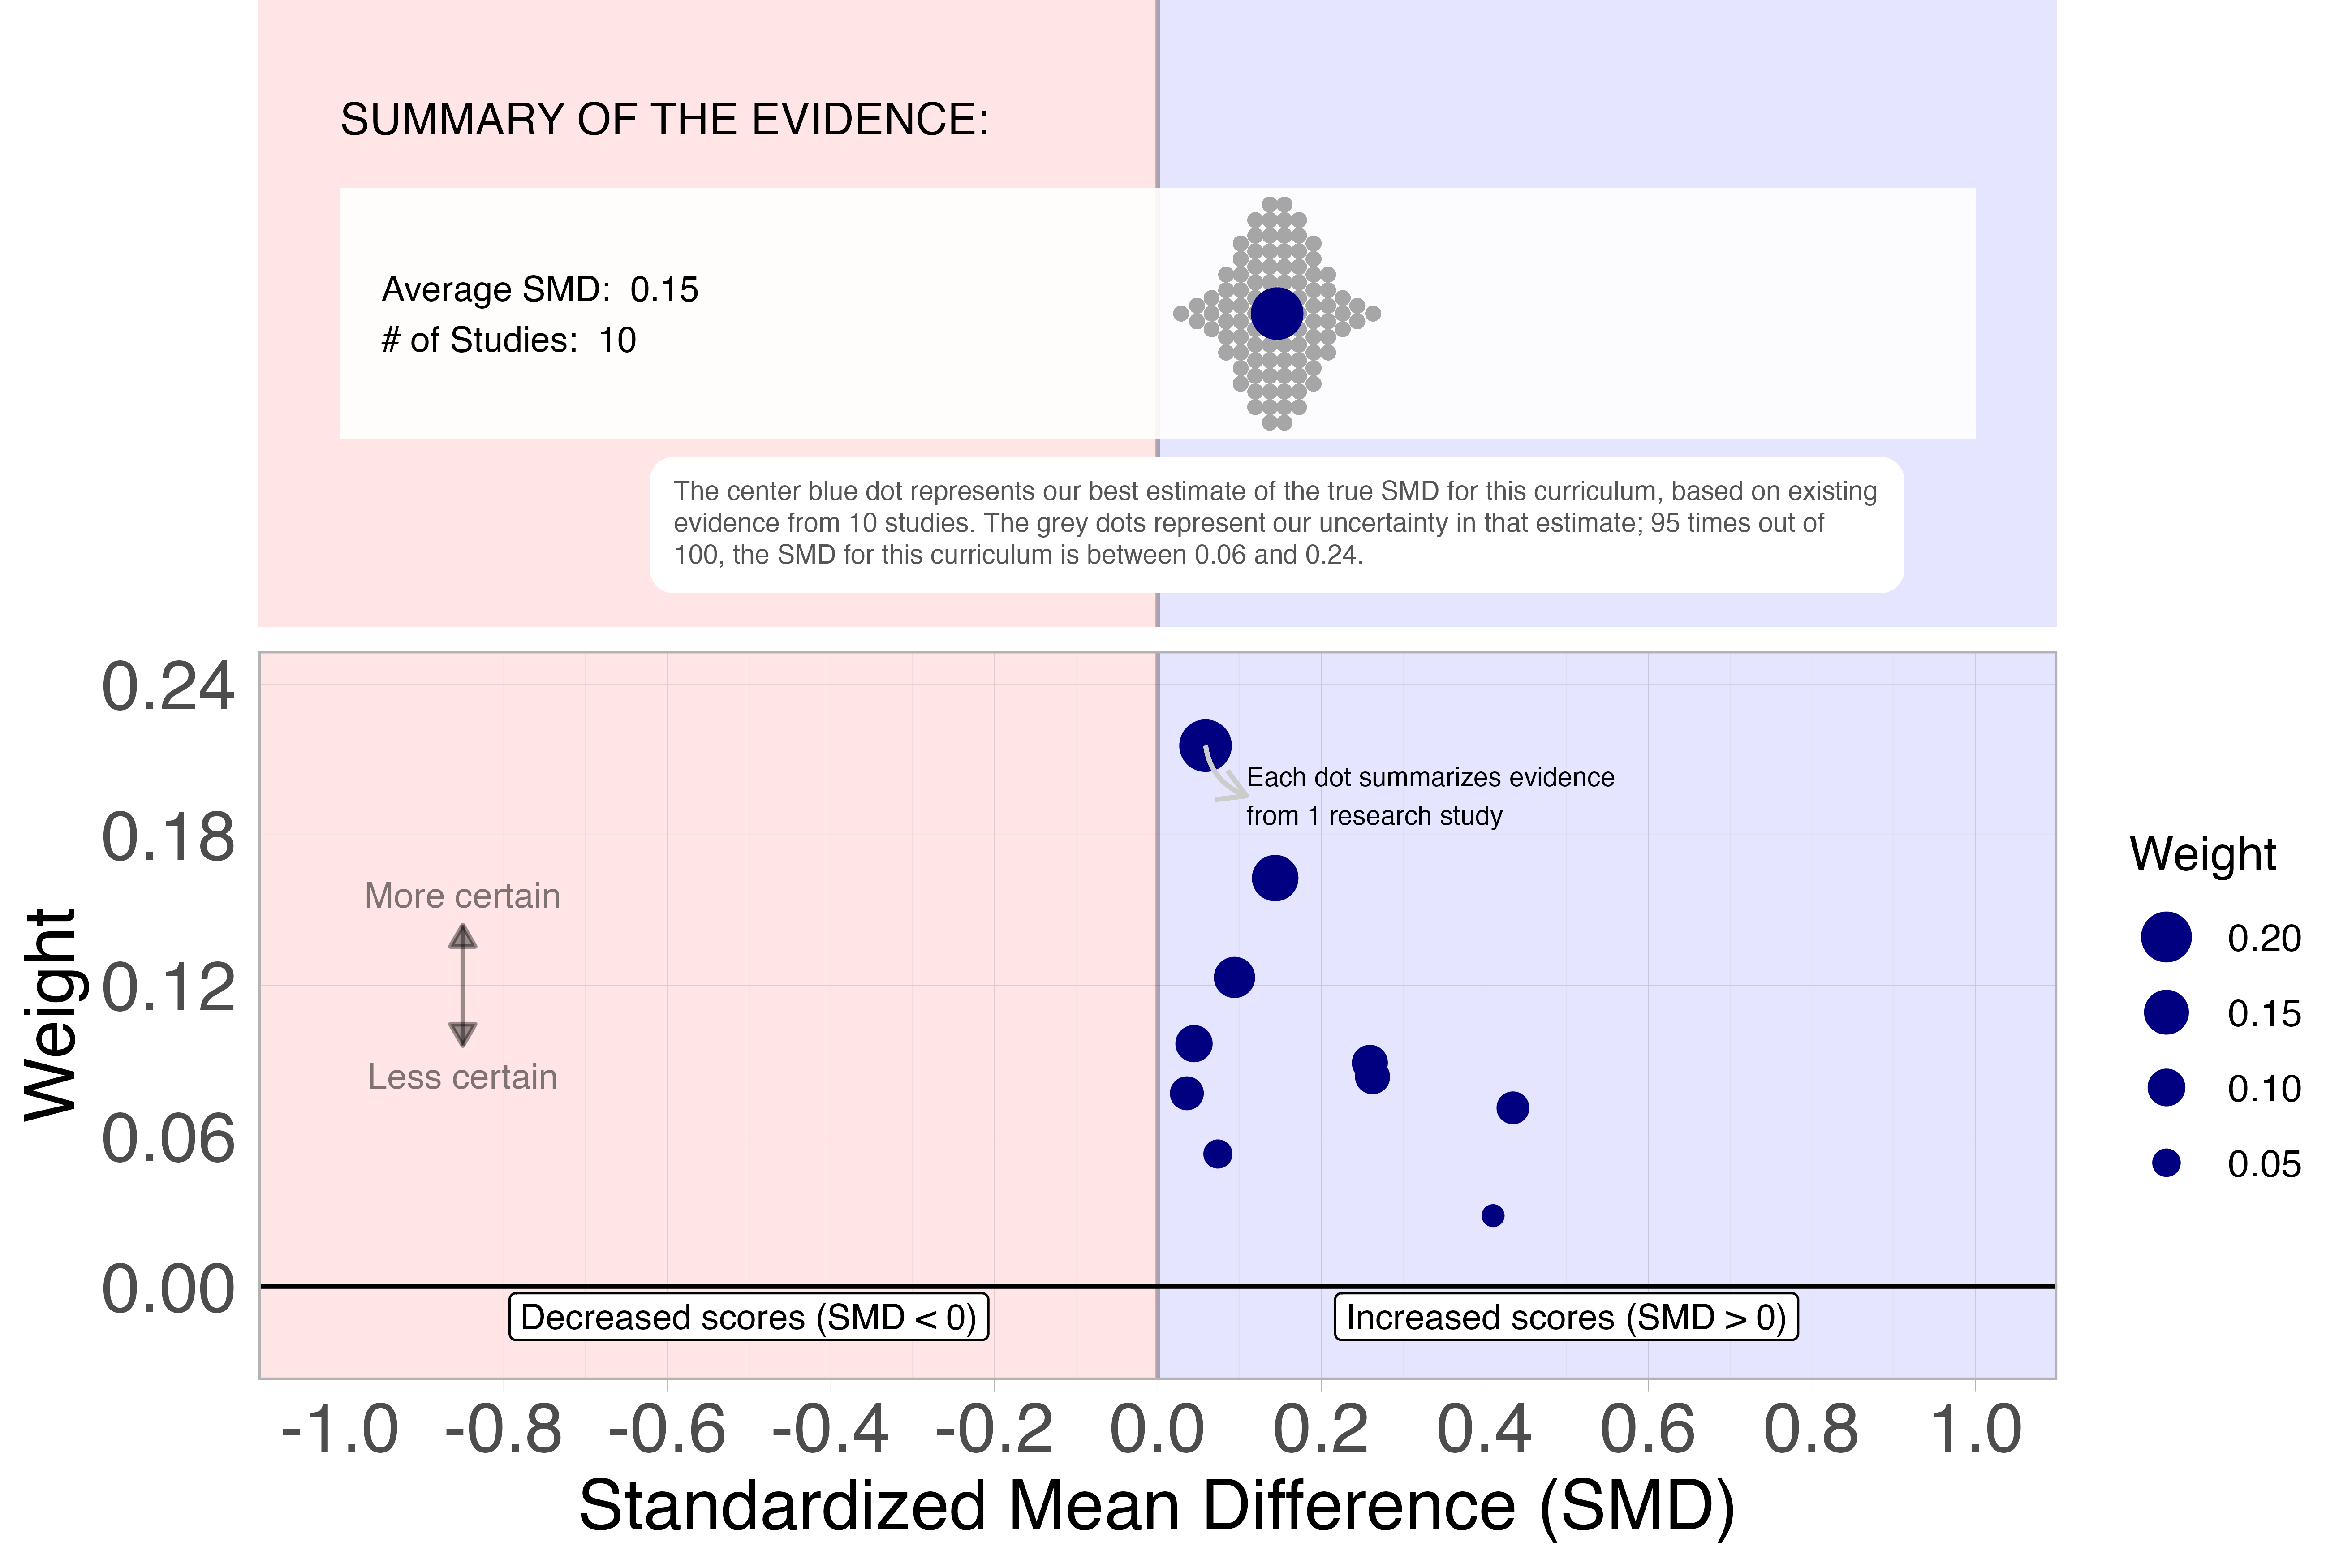 SUMMARY OF THE EVIDENCE:
Average SMD: 0.15
# of Studies: 10
The center blue dot represents our best estimate of the true SMD for this curriculum, based on existing
evidence from 10 studies. The grey dots represent our uncertainty in that estimate; 95 times out of
100, the SMD for this curriculum is between 0.06 and 0.24.
0.24
0.18
0.12
0.06
0.00
Weight
Each dot summarizes evidence
from 1 research study
More certain
Less certain
Decreased scores (SMD < 0)
Increased scores (SMD > 0)
-1.0 -0.8 -0.6 -0.4 -0.2 0.0 0.2 0.4 0.6 0.8 1.0
Standardized Mean Difference (SMD)
Weight
0.20
0.15
0.10
0.05